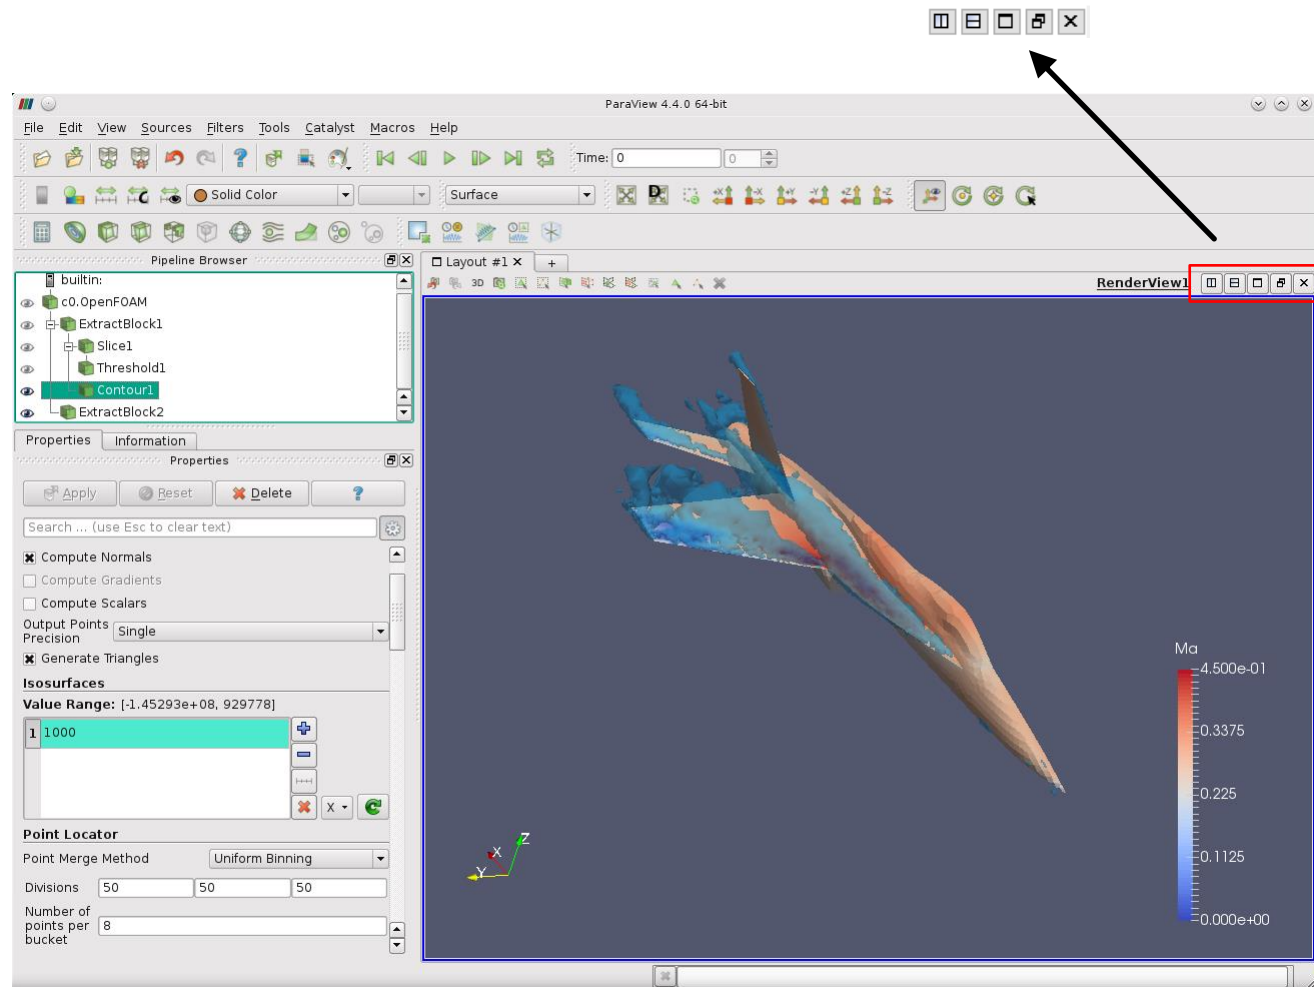 ParaView 4.4.0 64-bit
File Edit View Sources Filters Tools Catalyst Macros Help
Time: 0 0
Solid Color Surface
Pipeline Browser
Layout #1 × +
builtin:
3D RenderView1
c0.OpenFOAM
ExtractBlock1
Slice1
Threshold1
Contour1
ExtractBlock2
Properties Information
Properties
Apply Reset Delete ?
Search ... (use Esc to clear text)
Compute Normals
Compute Gradients
Compute Scalars
Output Points
Precision Single
Generate Triangles
Isosurfaces
Value Range: [-1.45293e+08, 929778]
1 1000
X
Point Locator
Point Merge Method Uniform Binning
Divisions 50 50 50
Number of
points per 8
bucket
Ma
4.500e-01
0.3375
0.225
0.1125
0.000e+00
Z
X
Y